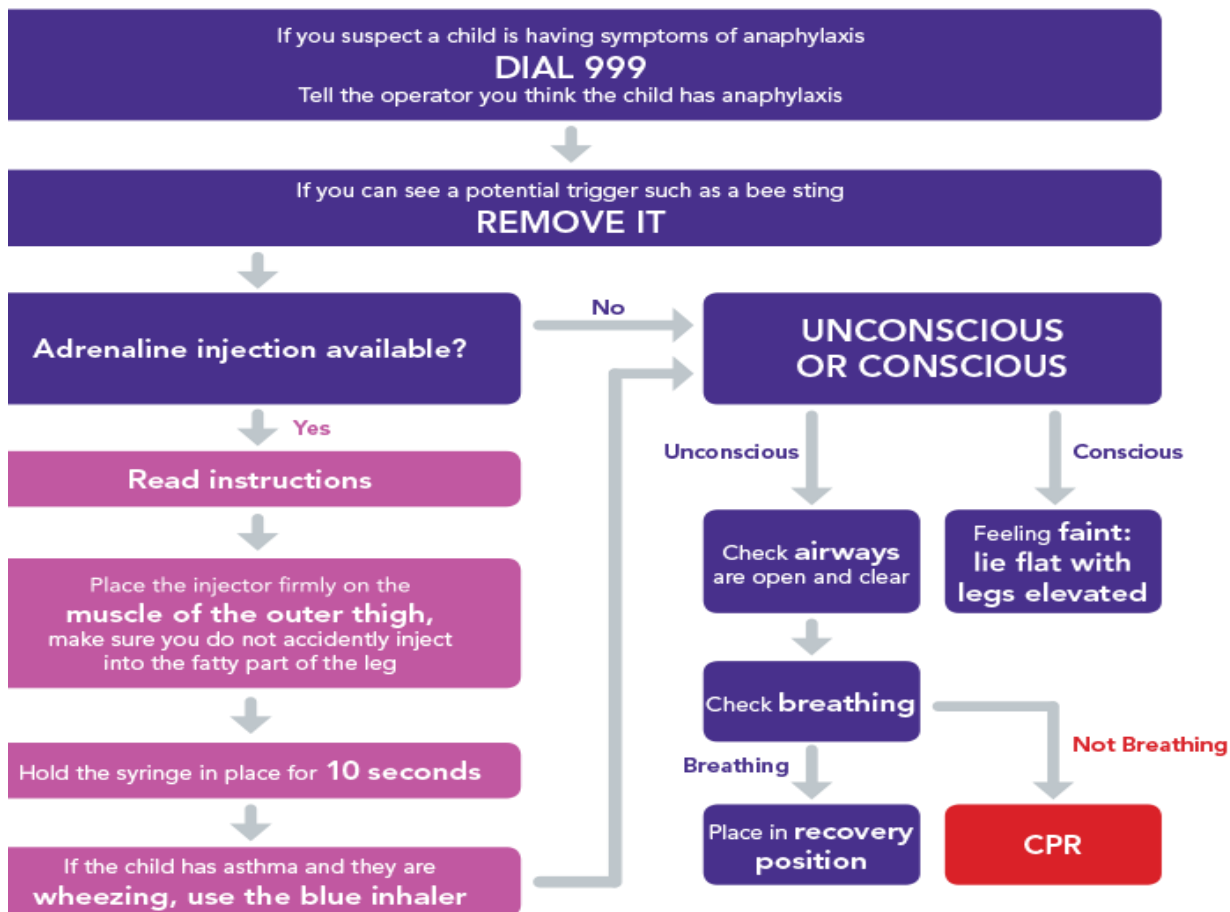 If you suspect a child is having symptoms of anaphylaxis
DIAL 999
Tell the operator you think the child has anaphylaxis
If you can see a potential trigger such as a bee sting
REMOVE IT
Adrenaline injection available?
No
Yes
Read instructions
Place the injector firmly on the
muscle of the outer thigh,
make sure you do not accidently inject
into the fatty part of the leg
Hold the syringe in place for 10 seconds
If the child has asthma and they are
wheezing, use the blue inhaler
UNCONSCIOUS
OR CONSCIOUS
Unconscious
Conscious
Check airways
are open and clear
Feeling faint:
lie flat with
legs elevated
Check breathing
Breathing
Not Breathing
Place in recovery
position
CPR